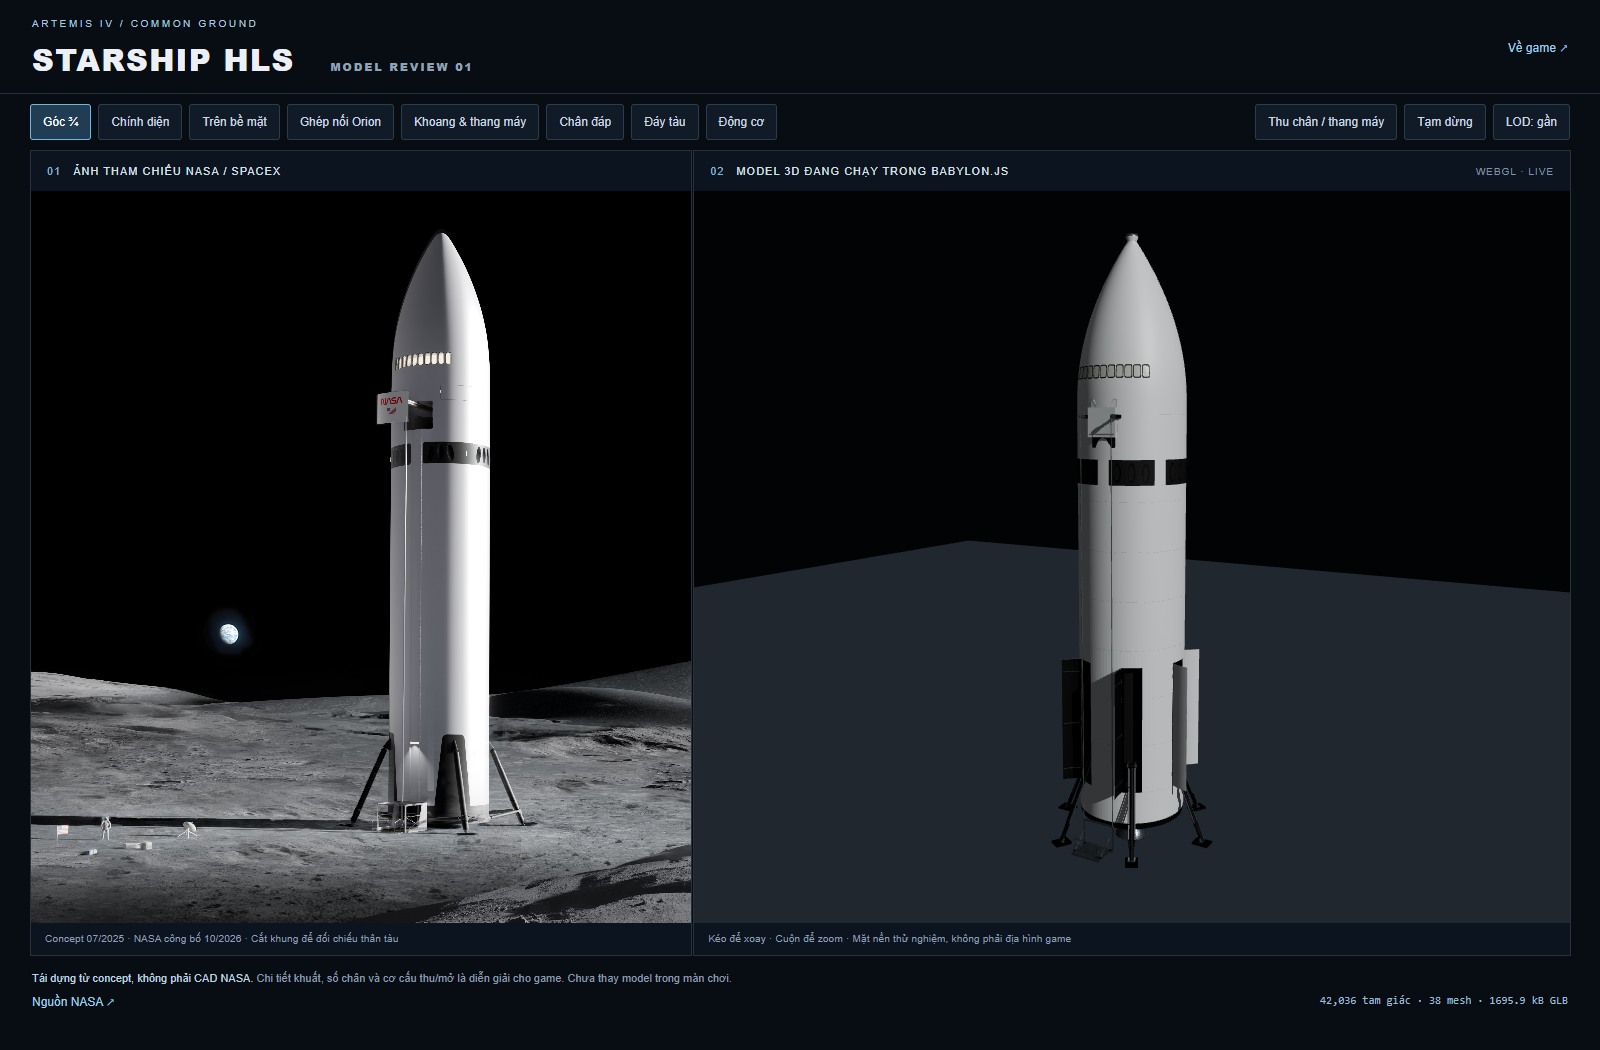 ARTEMIS IV / COMMON GROUND
STARSHIP HLS
MODEL REVIEW 01
Về game ↗
Góc ¾
Chính diện
Trên bề mặt
Ghép nối Orion
Khoang & thang máy
Chân đáp
Đáy tàu
Động cơ
Thu chân / thang máy
Tạm dừng
LOD: gần
01 ẢNH THAM CHIẾU NASA / SPACEX
02 MODEL 3D ĐANG CHẠY TRONG BABYLON.JS
WEBGL · LIVE
NASA
Concept 07/2025 · NASA công bố 10/2026 · Cắt khung để đối chiếu thân tàu
Kéo để xoay · Cuộn để zoom · Mặt nền thử nghiệm, không phải địa hình game
Tái dựng từ concept, không phải CAD NASA. Chi tiết khuất, số chân và cơ cấu thu/mở là diễn giải cho game. Chưa thay model trong màn chơi.
Nguồn NASA ↗
42,036 tam giác · 38 mesh · 1695.9 kB GLB